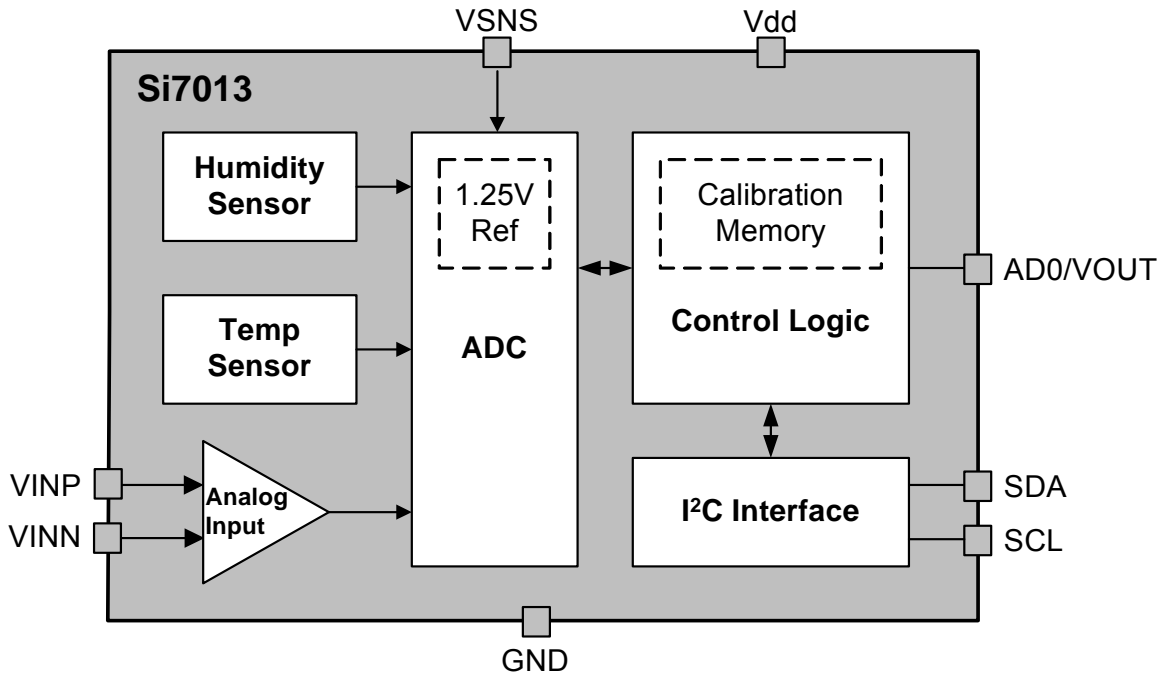 VSNS
Vdd
Si7013
Humidity
Sensor
1.25V
Ref
Calibration
Memory
AD0/VOUT
Control Logic
Temp
Sensor
ADC
VINP
VINN
Analog
Input
I²C Interface
SDA
SCL
GND